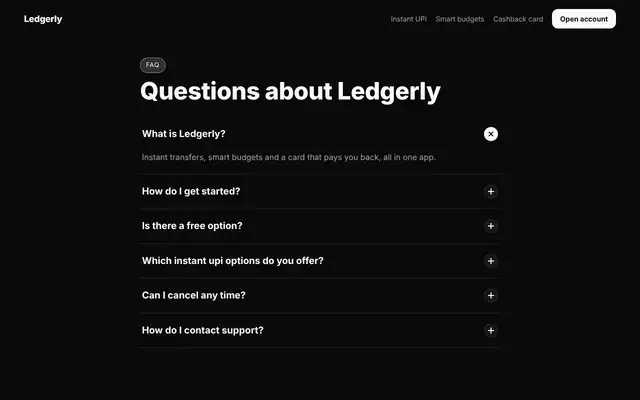 Ledgerly
Instant UPI Smart budgets Cashback card Open account
FAQ
Questions about Ledgerly
What is Ledgerly?
Instant transfers, smart budgets and a card that pays you back, all in one app.
How do I get started?
Is there a free option?
Which instant upi options do you offer?
Can I cancel any time?
How do I contact support?